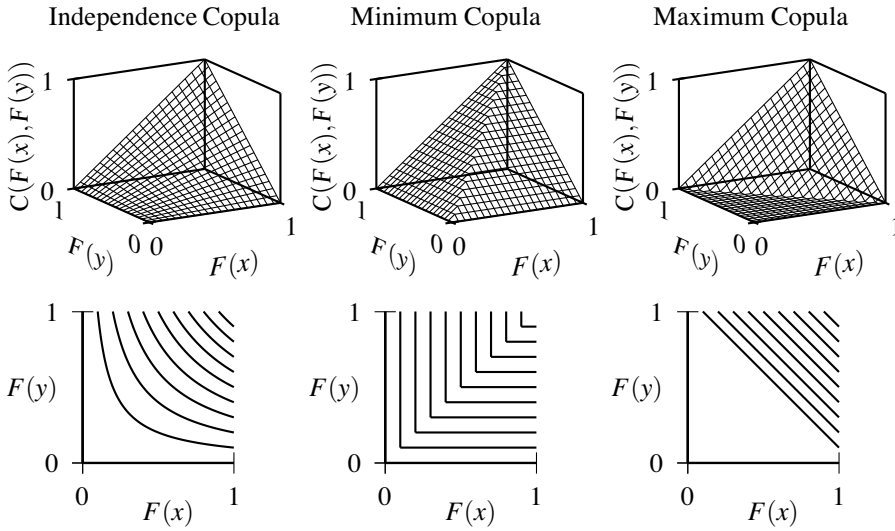 Independence Copula
Minimum Copula
Maximum Copula
C(F(x),F(y))
1
0
1
F(y)
0
0
F(x)
1
C(F(x),F(y))
1
0
1
F(y)
0
0
F(x)
1
C(F(x),F(y))
1
0
1
F(y)
0
0
F(x)
1
1
F(y)
0
0
F(x)
1
1
F(y)
0
0
F(x)
1
1
F(y)
0
0
F(x)
1